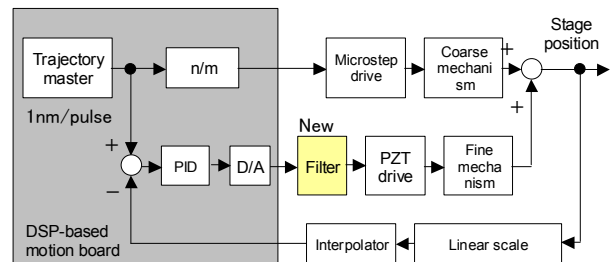 Trajectory
master
n/m
Microstep
drive
Coarse
mechani
sm
Stage
position
+
+
1nm/pulse
New
+
−
PID
D/A
Filter
PZT
drive
Fine
mecha
nism
DSP-based
motion board
Interpolator
Linear scale